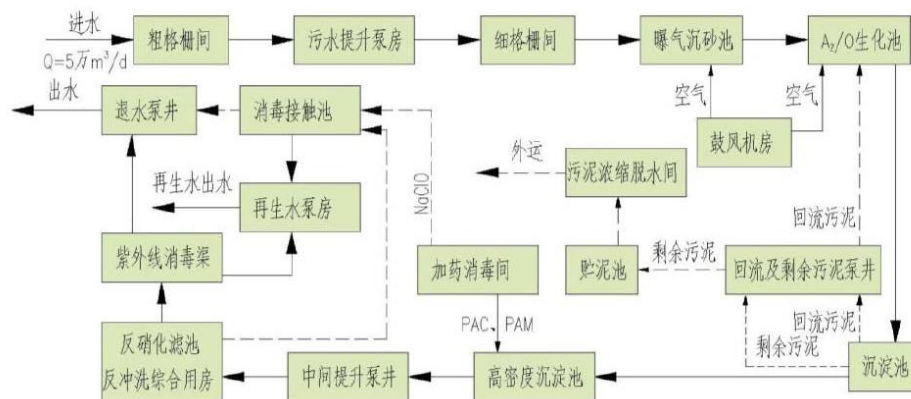 进水
Q=5万m³/d
粗格栅间
污水提升泵房
细格栅间
曝气沉砂池
A₂/O生化池
出水
退水泵井
消毒接触池
空气
空气
鼓风机房
外运
污泥浓缩脱水间
再生水出水
再生水泵房
NaClO
回流污泥
紫外线消毒渠
加药消毒间
贮泥池
剩余污泥
回流及剩余污泥泵井
PAC、PAM
回流污泥
剩余污泥
反硝化滤池
反冲洗综合用房
中间提升泵井
高密度沉淀池
沉淀池